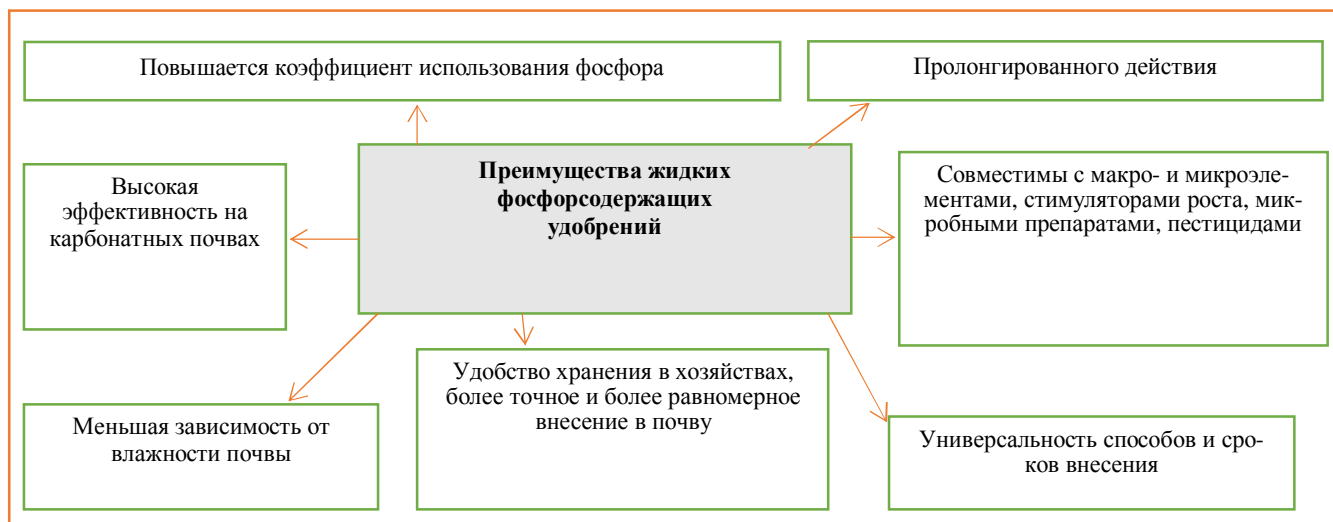 Повышается коэффициент использования фосфора
Пролонгированного действия
Преимущества жидких
фосфорсодержащих
удобрений
Высокая
эффективность на
карбонатных почвах
Совместимы с макро- и микроэле-
ментами, стимуляторами роста, мик-
робными препаратами, пестицидами
Удобство хранения в хозяйствах,
более точное и более равномерное
внесение в почву
Меньшая зависимость от
влажности почвы
Универсальность способов и сро-
ков внесения